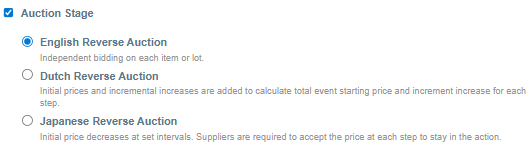 Auction Stage
English Reverse Auction
Independent bidding on each item or lot.
Dutch Reverse Auction
Initial prices and incremental increases are added to calculate total event starting price and increment increase for each
step.
Japanese Reverse Auction
Initial price decreases at set intervals. Suppliers are required to accept the price at each step to stay in the action.